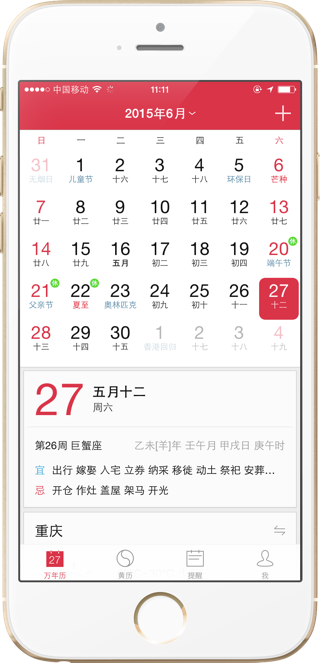 中国移动 11:11
2015年6月
日 一 二 三 四 五 六
31 1 2 3 4 5 6
无烟日 儿童节 十六 十七 十八 环保日 芒种
7 8 9 10 11 12 13
廿一 廿二 廿三 廿四 廿五 廿六 廿七
14 15 16 17 18 19 20 休
廿八 廿九 五月 初二 初三 初四 端午节
21 休 22 休 23 24 25 26 27
父亲节 夏至 奥林匹克 初九 初十 十一 十二
28 29 30 1 2 3 4
十三 十四 十五 香港回归 十七 十八 十九
27 五月十二
周六
第26周 巨蟹座 乙未[羊]年 壬午月 甲戌日 庚午时
宜 出行 嫁娶 入宅 立券 纳采 移徙 动土 祭祀 安葬...
忌 开仓 作灶 盖屋 架马 开光
重庆
27
万年历 黄历 提醒 我